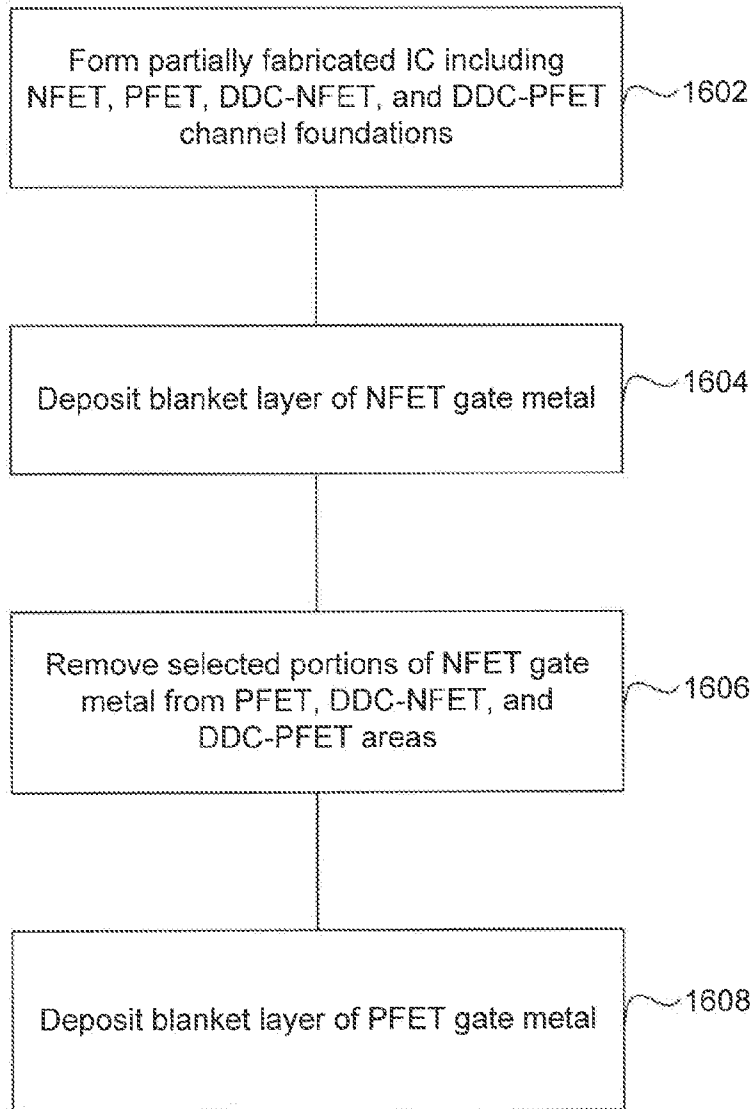 Form partially fabricated IC including
NFET, PFET, DDC-NFET, and DDC-PFET
channel foundations
1602
Deposit blanket layer of NFET gate metal
1604
Remove selected portions of NFET gate
metal from PFET, DDC-NFET, and
DDC-PFET areas
1606
Deposit blanket layer of PFET gate metal
1608